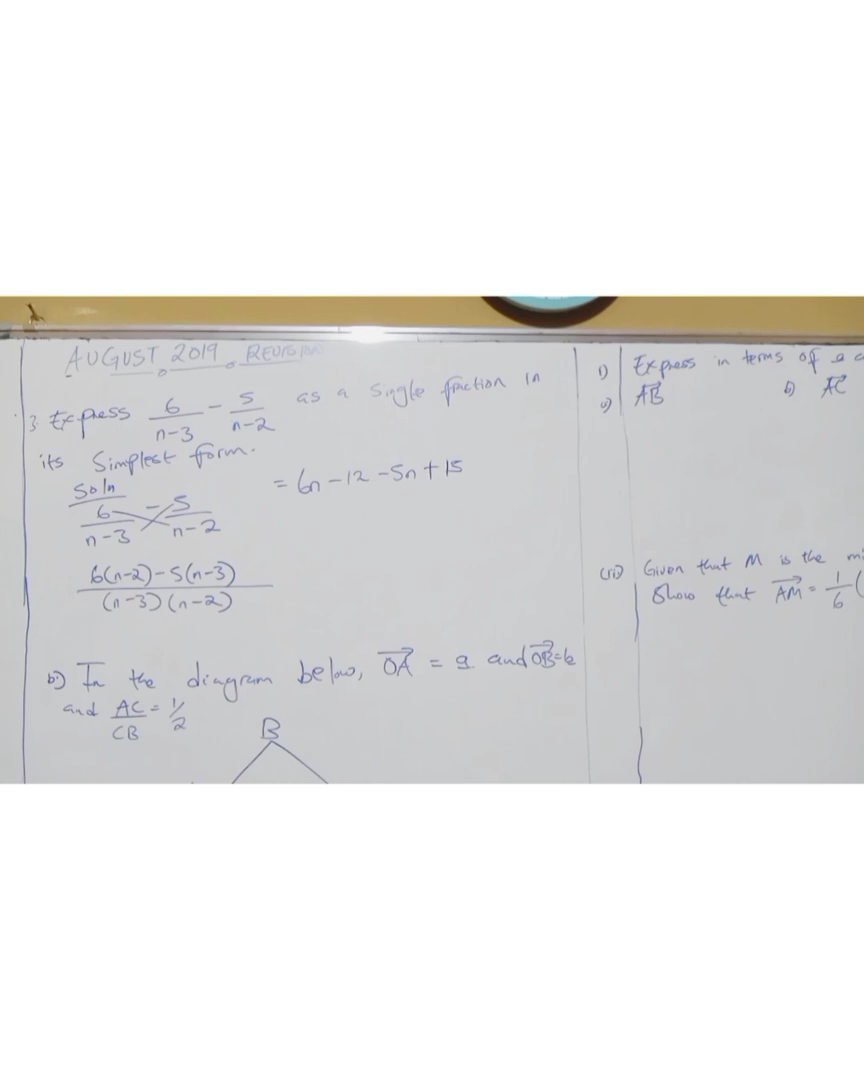 AUGUST 2019 REVISION
3. Express 6/(n-3) - 5/(n-2) as a single fraction in
its Simplest form.
Soln
6/(n-3) - 5/(n-2)
= 6n - 12 - 5n + 15
6(n-2) - 5(n-3)
(n-3)(n-2)
b) In the diagram below, OA = a and OB = b
and AC/CB = 1/2
B
i) Express in terms of a
a) AB b) AC
(ii) Given that M is the
Show that AM = 1/6 (